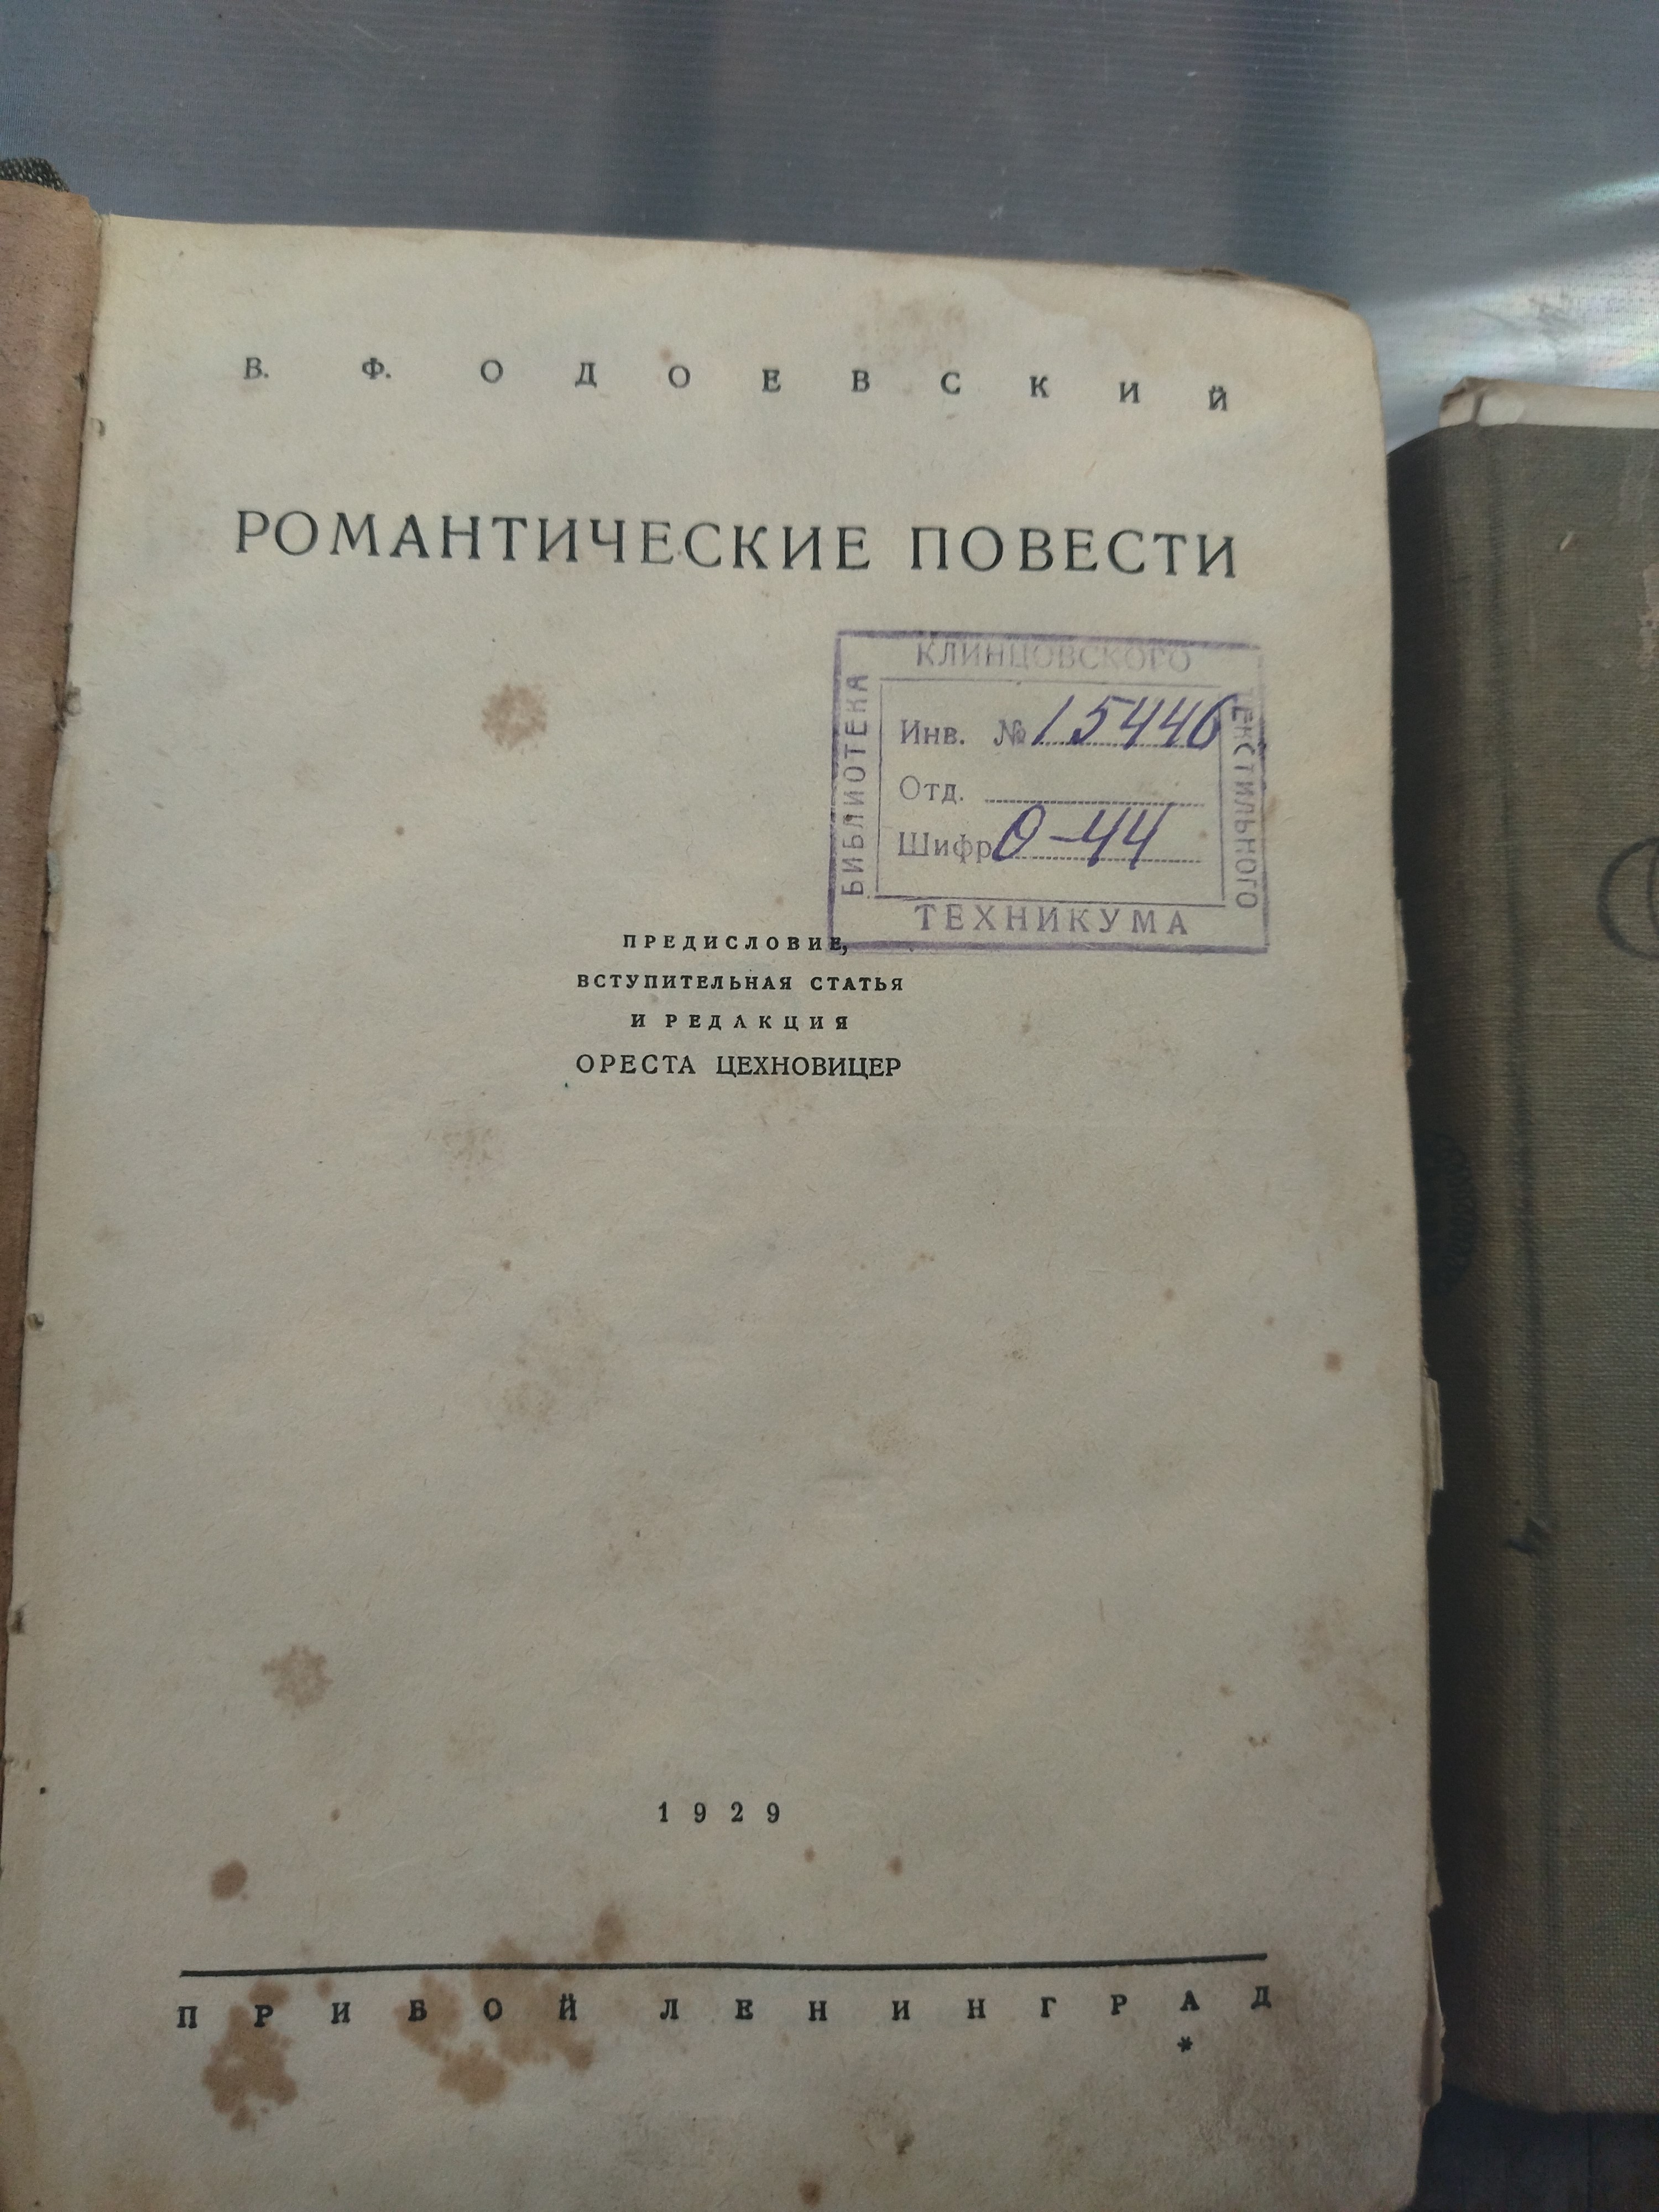 В. Ф. ОДОЕВСКИЙ
РОМАНТИЧЕСКИЕ ПОВЕСТИ
КЛИНЦОВСКОГО
БИБЛИОТЕКА
Инв. № 15446
Отд.
Шифр О-44
ТЕКСТИЛЬНОГО
ТЕХНИКУМА
ПРЕДИСЛОВИЕ,
ВСТУПИТЕЛЬНАЯ СТАТЬЯ
И РЕДАКЦИЯ
ОРЕСТА ЦЕХНОВИЦЕР
1929
ПРИБОЙ ЛЕНИНГРАД
*